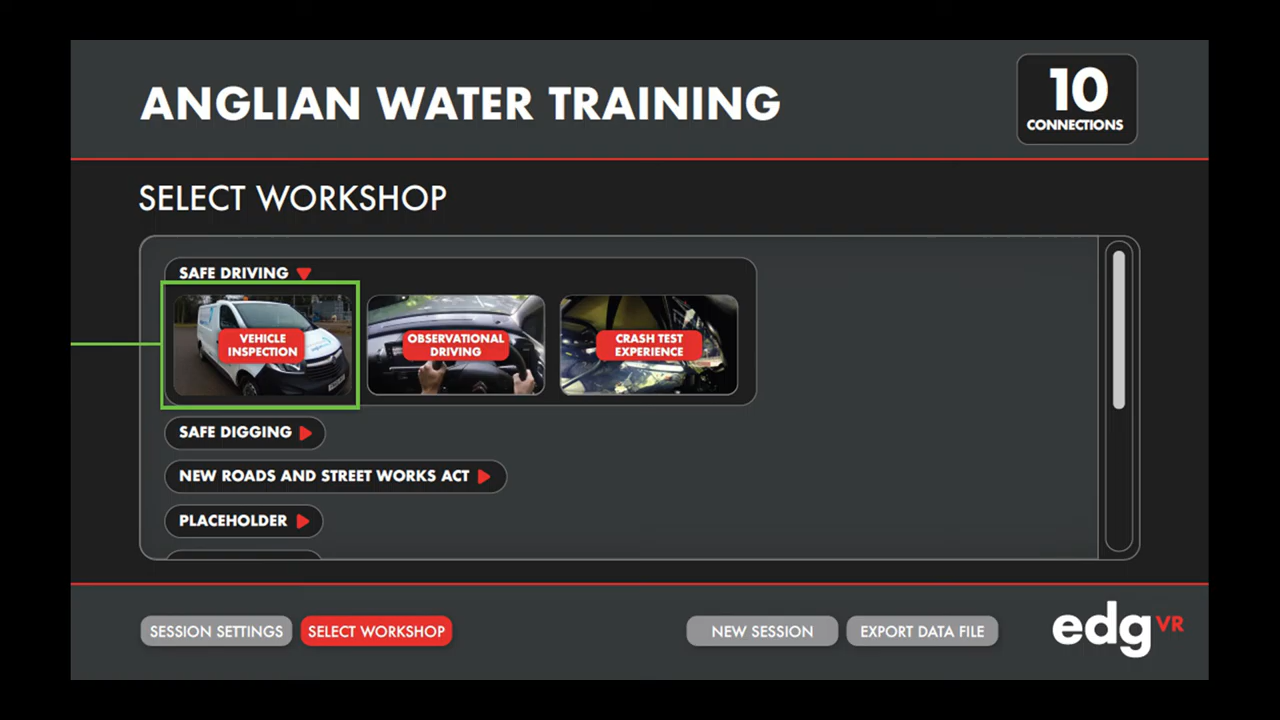 ANGLIAN WATER TRAINING
10
CONNECTIONS
SELECT WORKSHOP
SAFE DRIVING
VEHICLE
INSPECTION
OBSERVATIONAL
DRIVING
CRASH TEST
EXPERIENCE
SAFE DIGGING
NEW ROADS AND STREET WORKS ACT
PLACEHOLDER
SESSION SETTINGS
SELECT WORKSHOP
NEW SESSION
EXPORT DATA FILE
edg VR